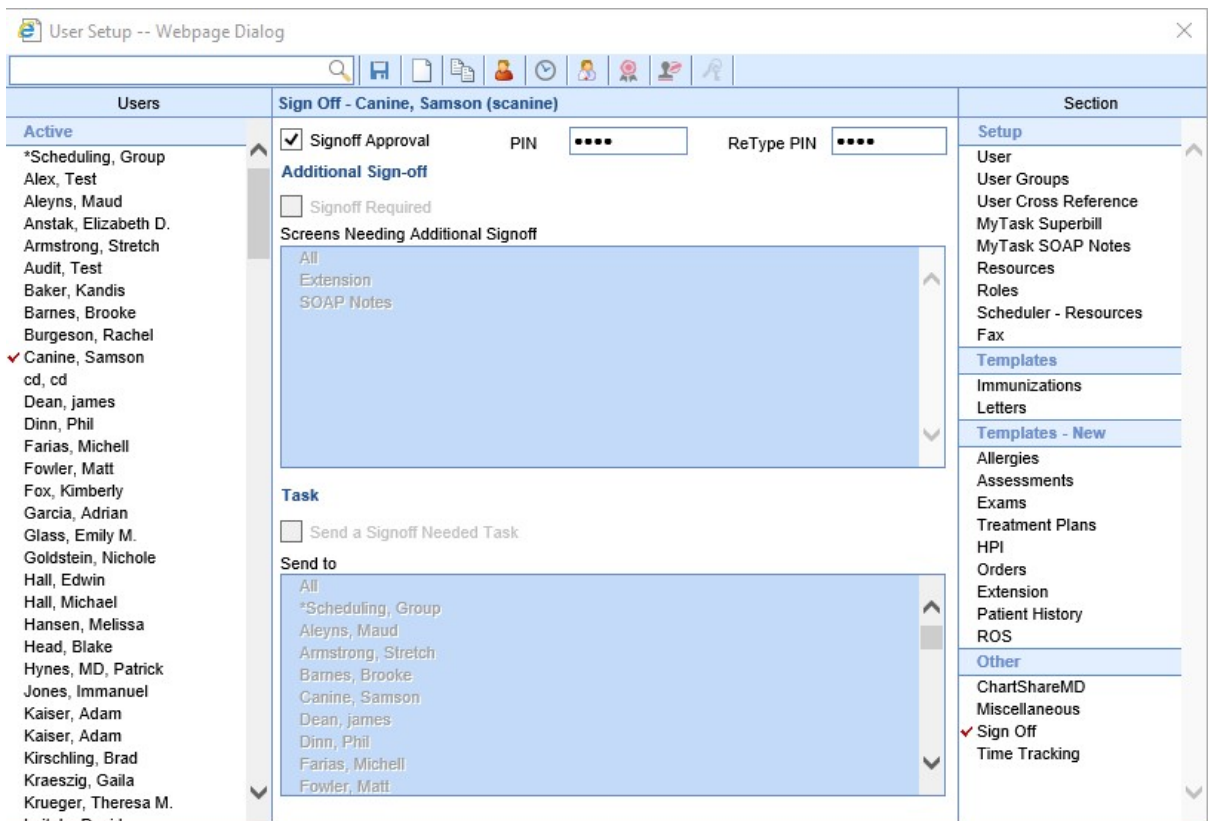 User Setup -- Webpage Dialog
Users
Active
*Scheduling, Group
Alex, Test
Aleyns, Maud
Anstak, Elizabeth D.
Armstrong, Stretch
Audit, Test
Baker, Kandis
Barnes, Brooke
Burgeson, Rachel
Canine, Samson
cd, cd
Dean, james
Dinn, Phil
Farias, Michell
Fowler, Matt
Fox, Kimberly
Garcia, Adrian
Glass, Emily M.
Goldstein, Nichole
Hall, Edwin
Hall, Michael
Hansen, Melissa
Head, Blake
Hynes, MD, Patrick
Jones, Immanuel
Kaiser, Adam
Kaiser, Adam
Kirschling, Brad
Kraeszig, Gaila
Krueger, Theresa M.
Sign Off - Canine, Samson (scanine)
Signoff Approval PIN •••• ReType PIN ••••
Additional Sign-off
Signoff Required
Screens Needing Additional Signoff
All
Extension
SOAP Notes
Task
Send a Signoff Needed Task
Send to
All
*Scheduling, Group
Aleyns, Maud
Armstrong, Stretch
Barnes, Brooke
Canine, Samson
Dean, james
Dinn, Phil
Farias, Michell
Fowler, Matt
Section
Setup
User
User Groups
User Cross Reference
MyTask Superbill
MyTask SOAP Notes
Resources
Roles
Scheduler - Resources
Fax
Templates
Immunizations
Letters
Templates - New
Allergies
Assessments
Exams
Treatment Plans
HPI
Orders
Extension
Patient History
ROS
Other
ChartShareMD
Miscellaneous
Sign Off
Time Tracking